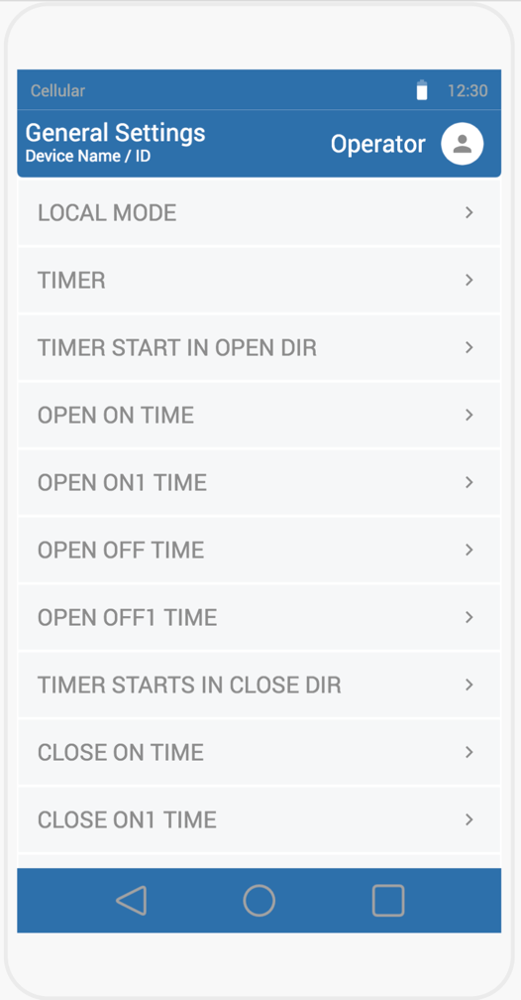 Cellular 12:30
General Settings
Device Name / ID
Operator
LOCAL MODE
TIMER
TIMER START IN OPEN DIR
OPEN ON TIME
OPEN ON1 TIME
OPEN OFF TIME
OPEN OFF1 TIME
TIMER STARTS IN CLOSE DIR
CLOSE ON TIME
CLOSE ON1 TIME